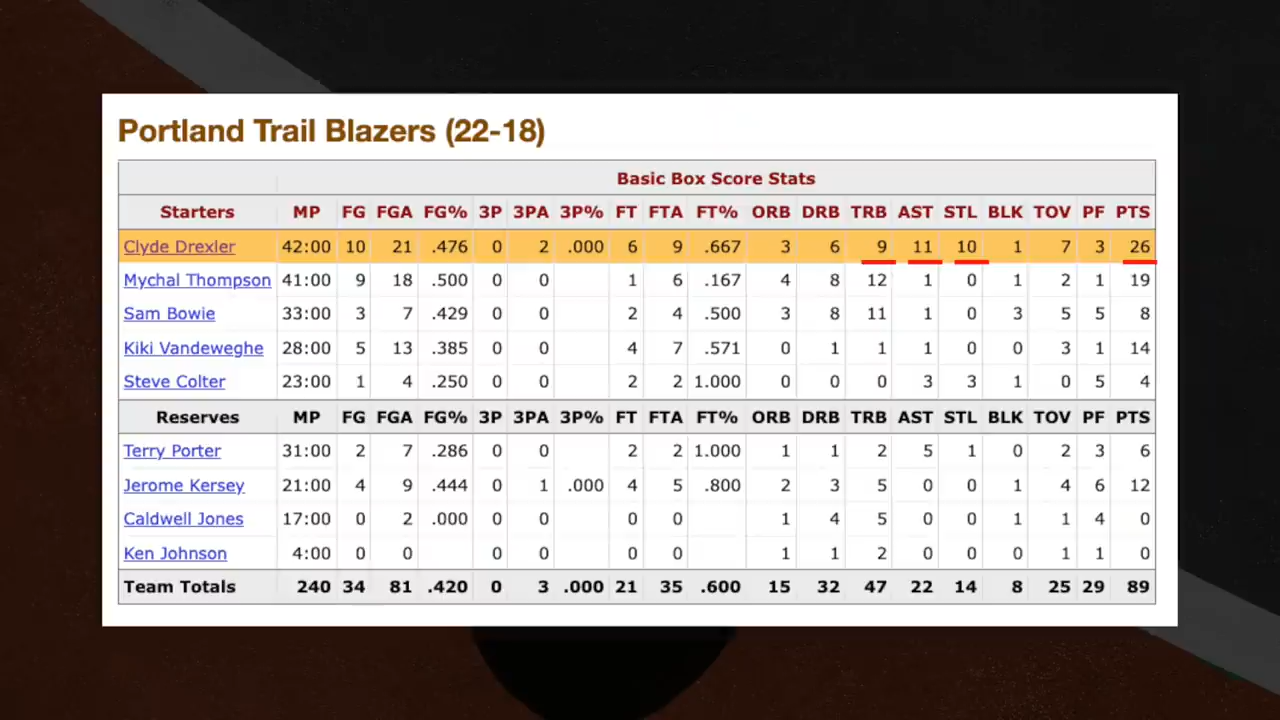 Portland Trail Blazers (22-18)
Basic Box Score Stats
Starters MP FG FGA FG% 3P 3PA 3P% FT FTA FT% ORB DRB TRB AST STL BLK TOV PF PTS
Clyde Drexler 42:00 10 21 .476 0 2 .000 6 9 .667 3 6 9 11 10 1 7 3 26
Mychal Thompson 41:00 9 18 .500 0 0 1 6 .167 4 8 12 1 0 1 2 1 19
Sam Bowie 33:00 3 7 .429 0 0 2 4 .500 3 8 11 1 0 3 5 5 8
Kiki Vandeweghe 28:00 5 13 .385 0 0 4 7 .571 0 1 1 1 0 0 3 1 14
Steve Colter 23:00 1 4 .250 0 0 2 2 1.000 0 0 0 3 3 1 0 5 4
Reserves MP FG FGA FG% 3P 3PA 3P% FT FTA FT% ORB DRB TRB AST STL BLK TOV PF PTS
Terry Porter 31:00 2 7 .286 0 0 2 2 1.000 1 1 2 5 1 0 2 3 6
Jerome Kersey 21:00 4 9 .444 0 1 .000 4 5 .800 2 3 5 0 0 1 4 6 12
Caldwell Jones 17:00 0 2 .000 0 0 0 0 1 4 5 0 0 1 1 4 0
Ken Johnson 4:00 0 0 0 0 0 0 1 1 2 0 0 0 1 1 0
Team Totals 240 34 81 .420 0 3 .000 21 35 .600 15 32 47 22 14 8 25 29 89